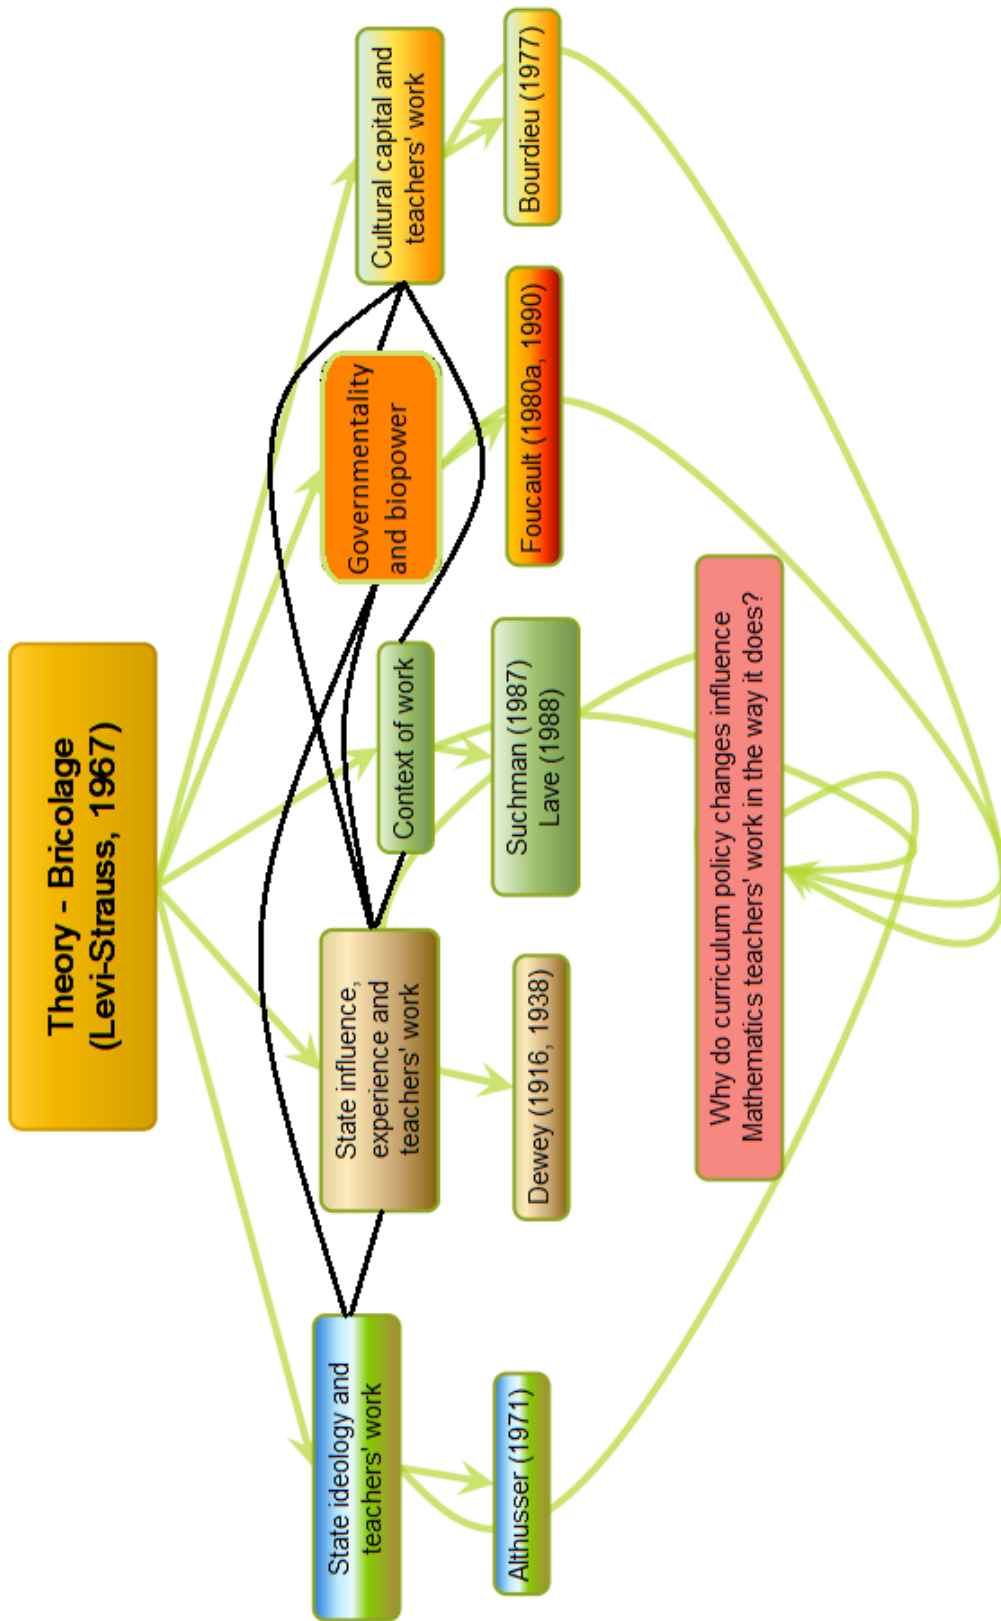 Theory - Bricolage
(Levi-Strauss, 1967)
State ideology and
teachers' work
State influence,
experience and
teachers' work
Context of work
Governmentality
and biopower
Cultural capital and
teachers' work
Althusser (1971)
Dewey (1916, 1938)
Suchman (1987)
Lave (1988)
Foucault (1980a, 1990)
Bourdieu (1977)
Why do curriculum policy changes influence
Mathematics teachers' work in the way it does?